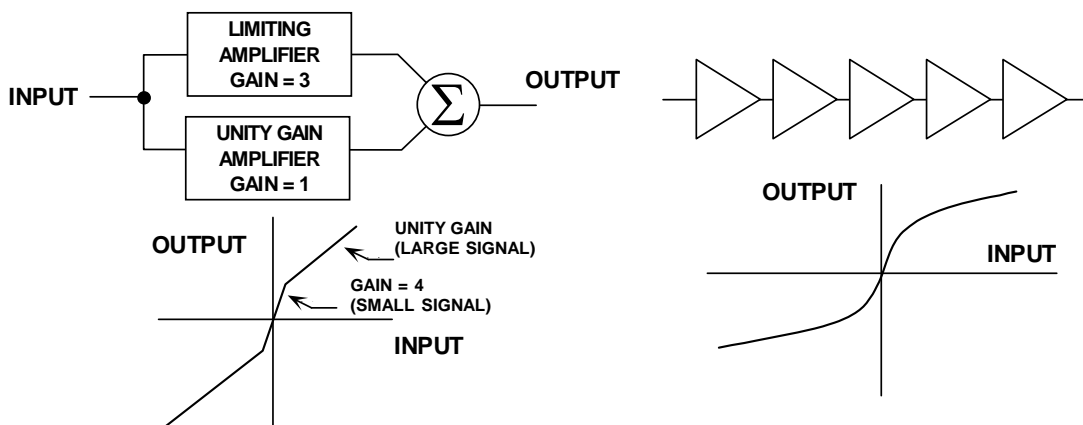 LIMITING
AMPLIFIER
GAIN = 3
INPUT
OUTPUT
Σ
UNITY GAIN
AMPLIFIER
GAIN = 1
OUTPUT
UNITY GAIN
(LARGE SIGNAL)
GAIN = 4
(SMALL SIGNAL)
INPUT
OUTPUT
INPUT